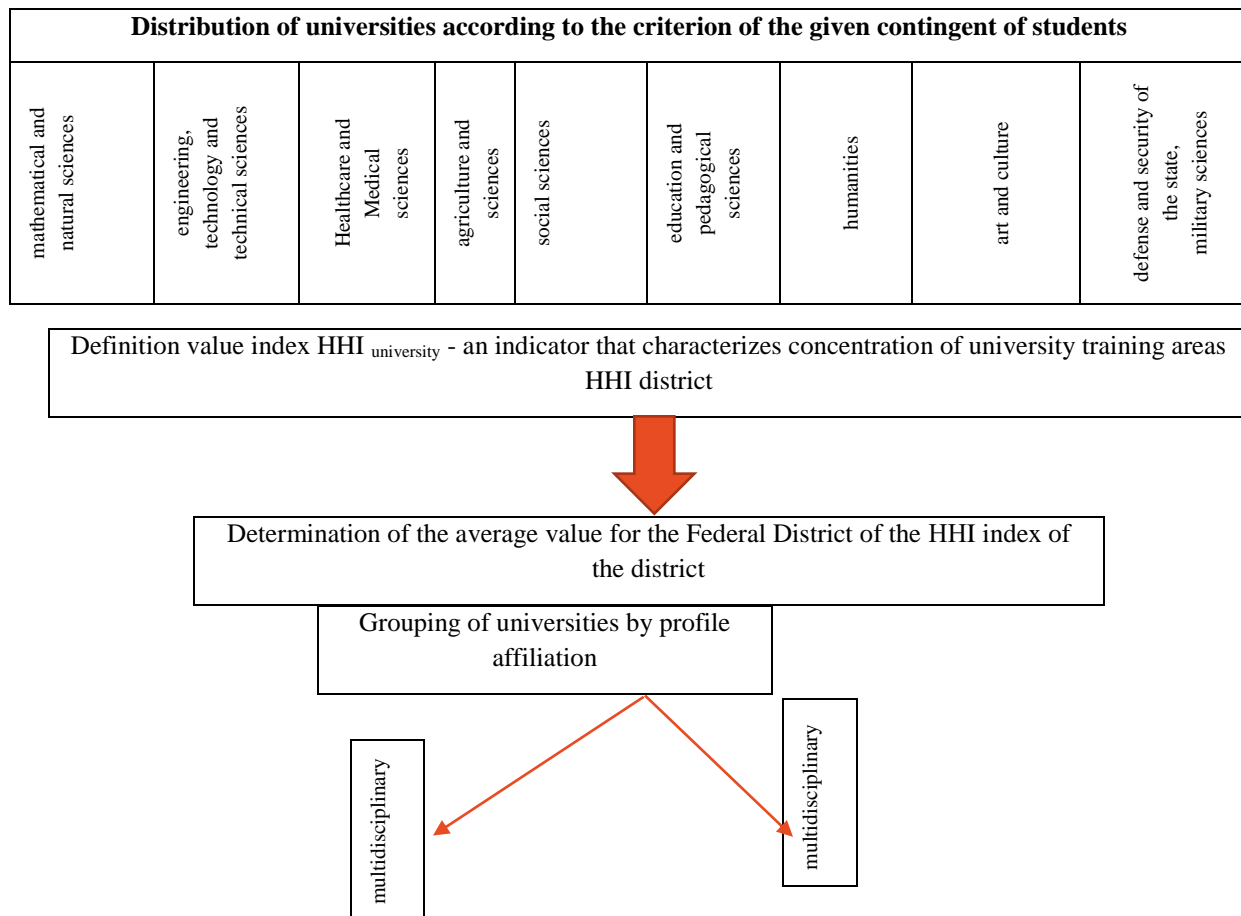 Distribution of universities according to the criterion of the given contingent of students
mathematical and
natural sciences
engineering,
technology and
technical sciences
Healthcare and
Medical
sciences
agriculture and
sciences
social sciences
education and
pedagogical
sciences
humanities
art and culture
defense and security of
the state,
military sciences
Definition value index HHI university - an indicator that characterizes concentration of university training areas
HHI district
Determination of the average value for the Federal District of the HHI index of
the district
Grouping of universities by profile
affiliation
multidisciplinary
multidisciplinary